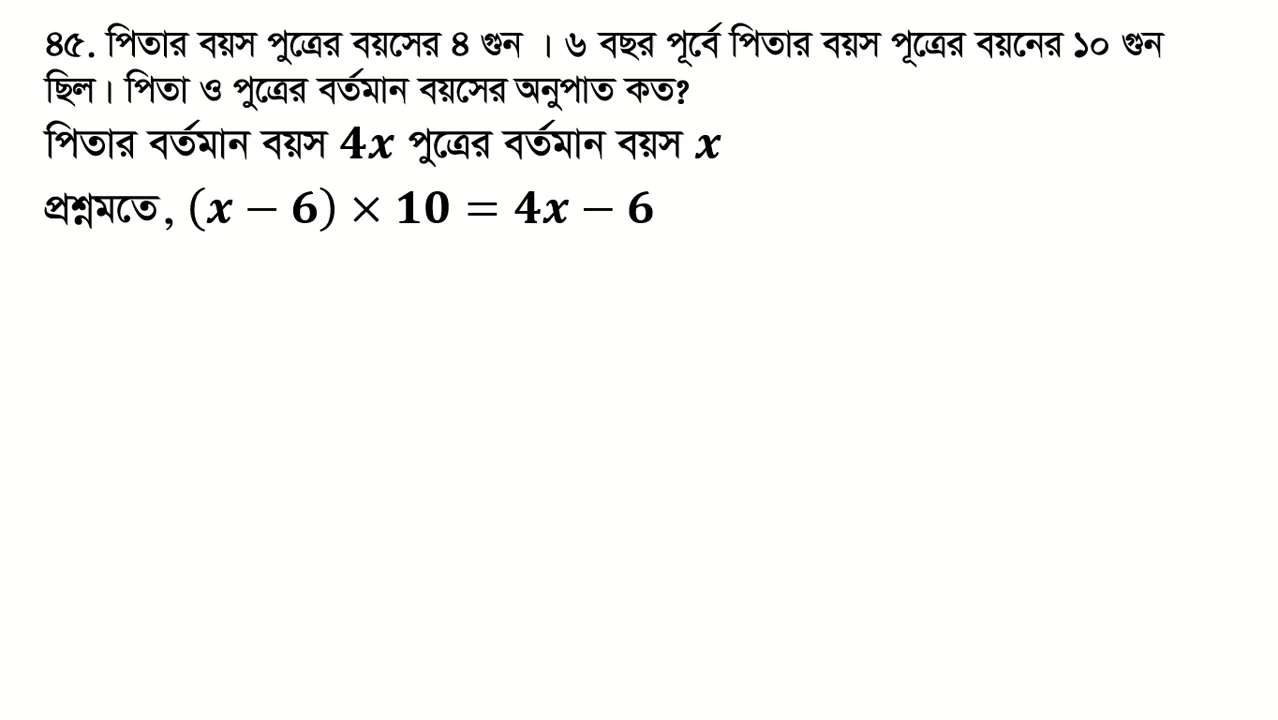 ৪৫. পিতার বয়স পুত্রের বয়সের ৪ গুন । ৬ বছর পূর্বে পিতার বয়স পূত্রের বয়নের ১০ গুন
ছিল। পিতা ও পুত্রের বর্তমান বয়সের অনুপাত কত?
পিতার বর্তমান বয়স 4x পুত্রের বর্তমান বয়স x
প্রশ্নমতে, (x − 6) × 10 = 4x − 6